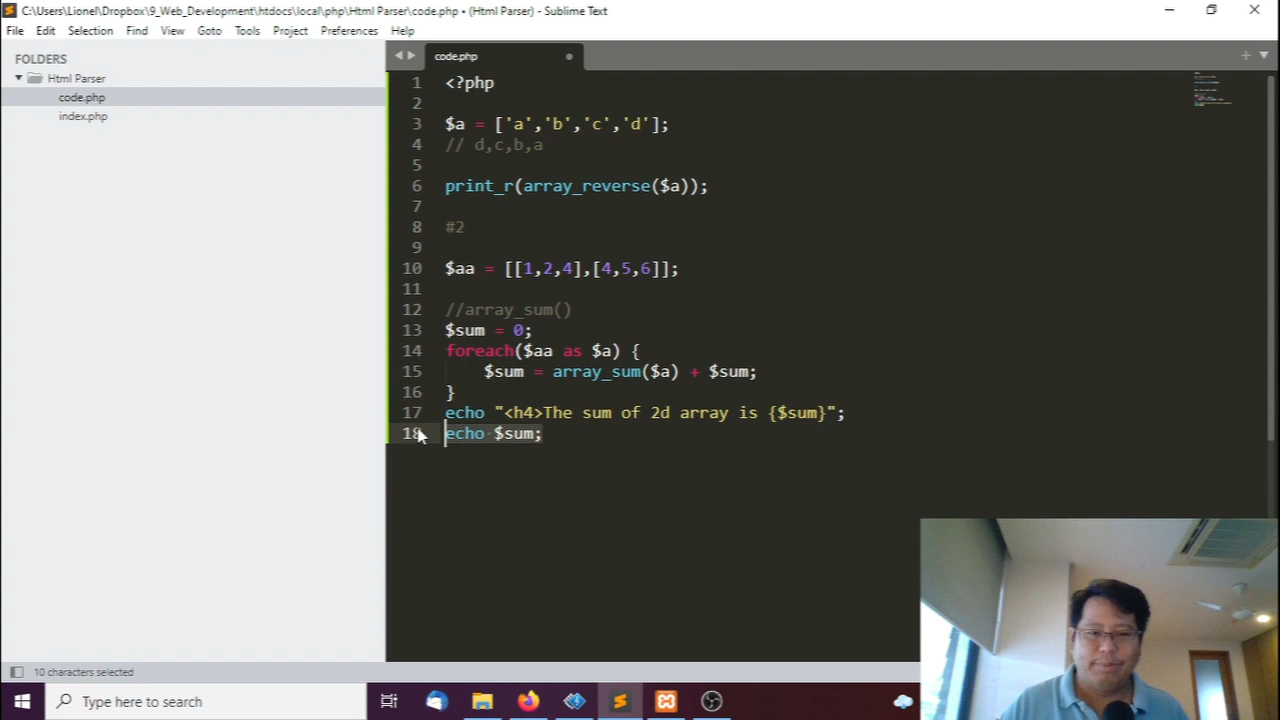 C:\Users\Lionel\Dropbox\9_Web_Development\htdocs\local\php\Html Parser\code.php • (Html Parser) - Sublime Text
File Edit Selection Find View Goto Tools Project Preferences Help
FOLDERS
Html Parser
code.php
index.php
code.php
1 <?php
2
3 $a = ['a','b','c','d'];
4 // d,c,b,a
5
6 print_r(array_reverse($a));
7
8 #2
9
10 $aa = [[1,2,4],[4,5,6]];
11
12 //array_sum()
13 $sum = 0;
14 foreach($aa as $a) {
15 $sum = array_sum($a) + $sum;
16 }
17 echo "<h4>The sum of 2d array is {$sum}";
18 echo $sum;
10 characters selected
Type here to search